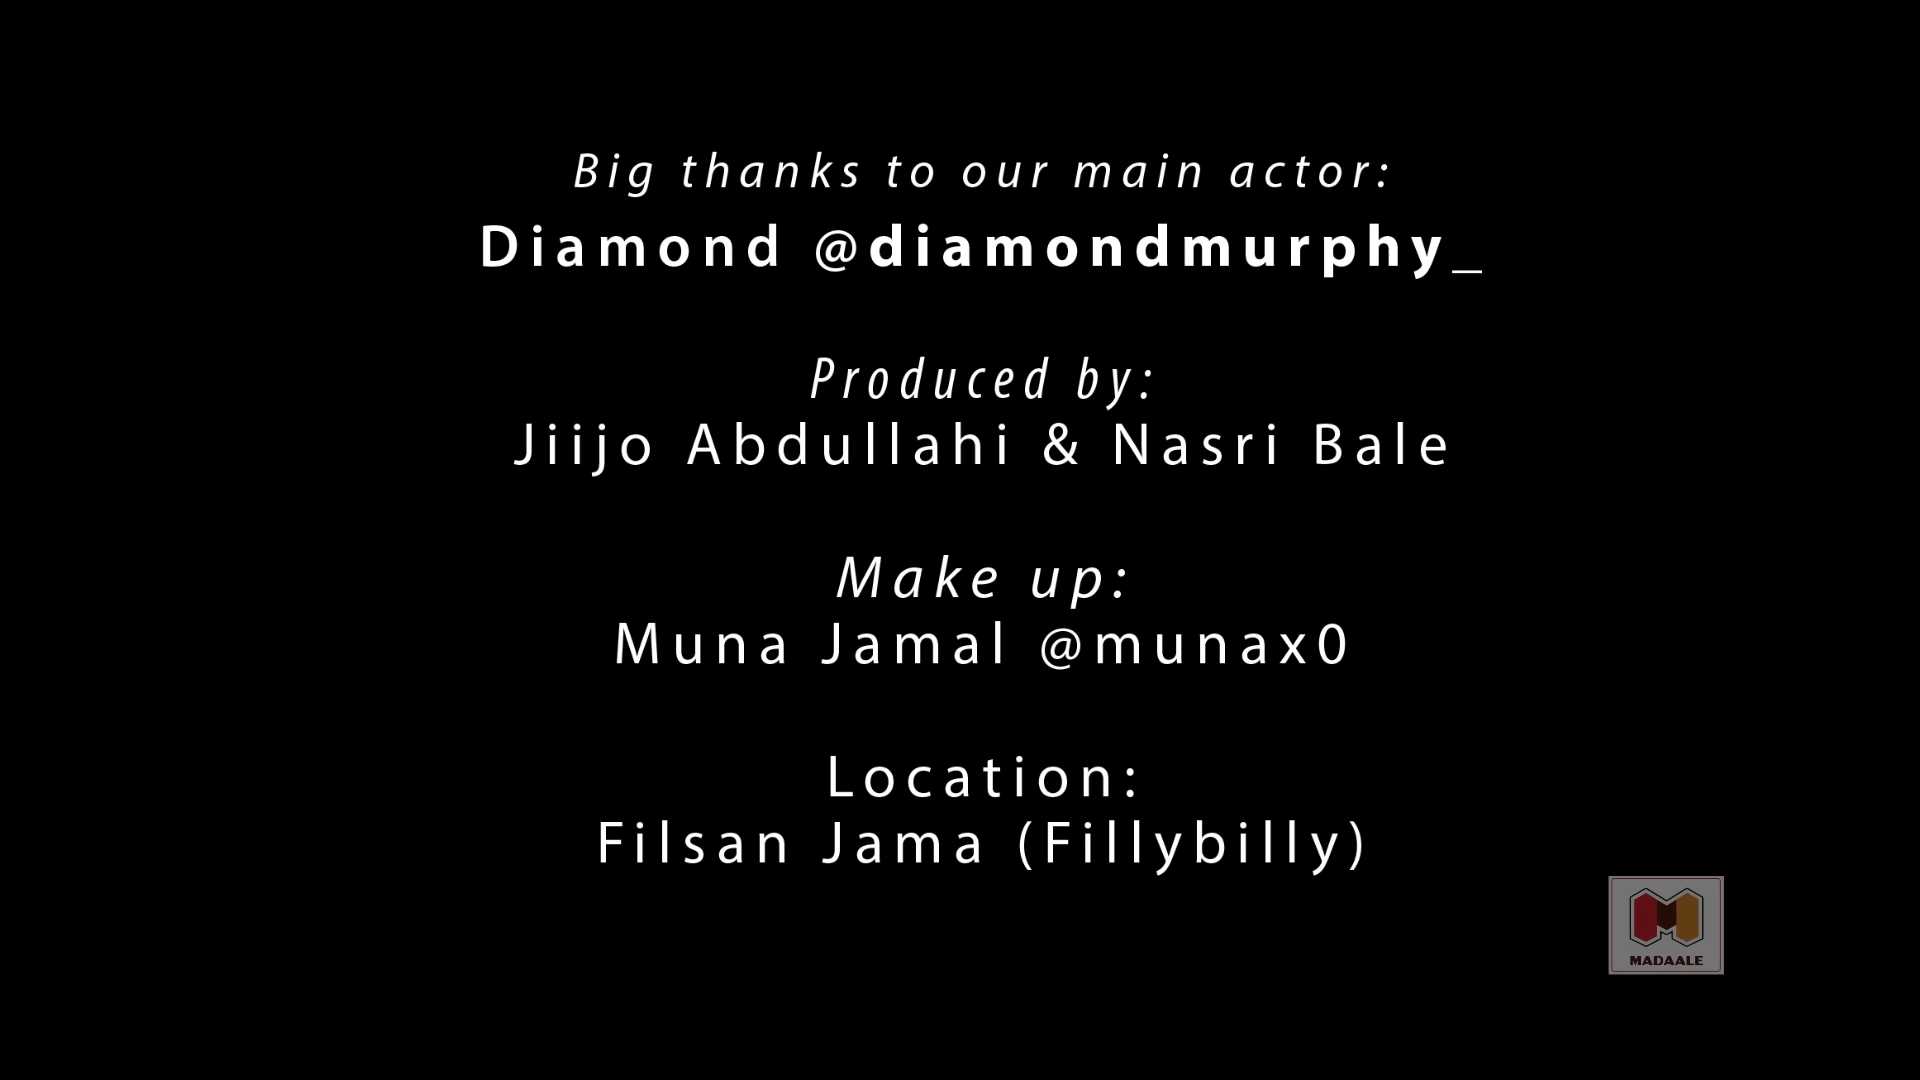 Big thanks to our main actor:
Diamond @diamondmurphy_
Produced by:
Jiijo Abdullahi & Nasri Bale
Make up:
Muna Jamal @munax0
Location:
Filsan Jama (Fillybilly)
MADAALE